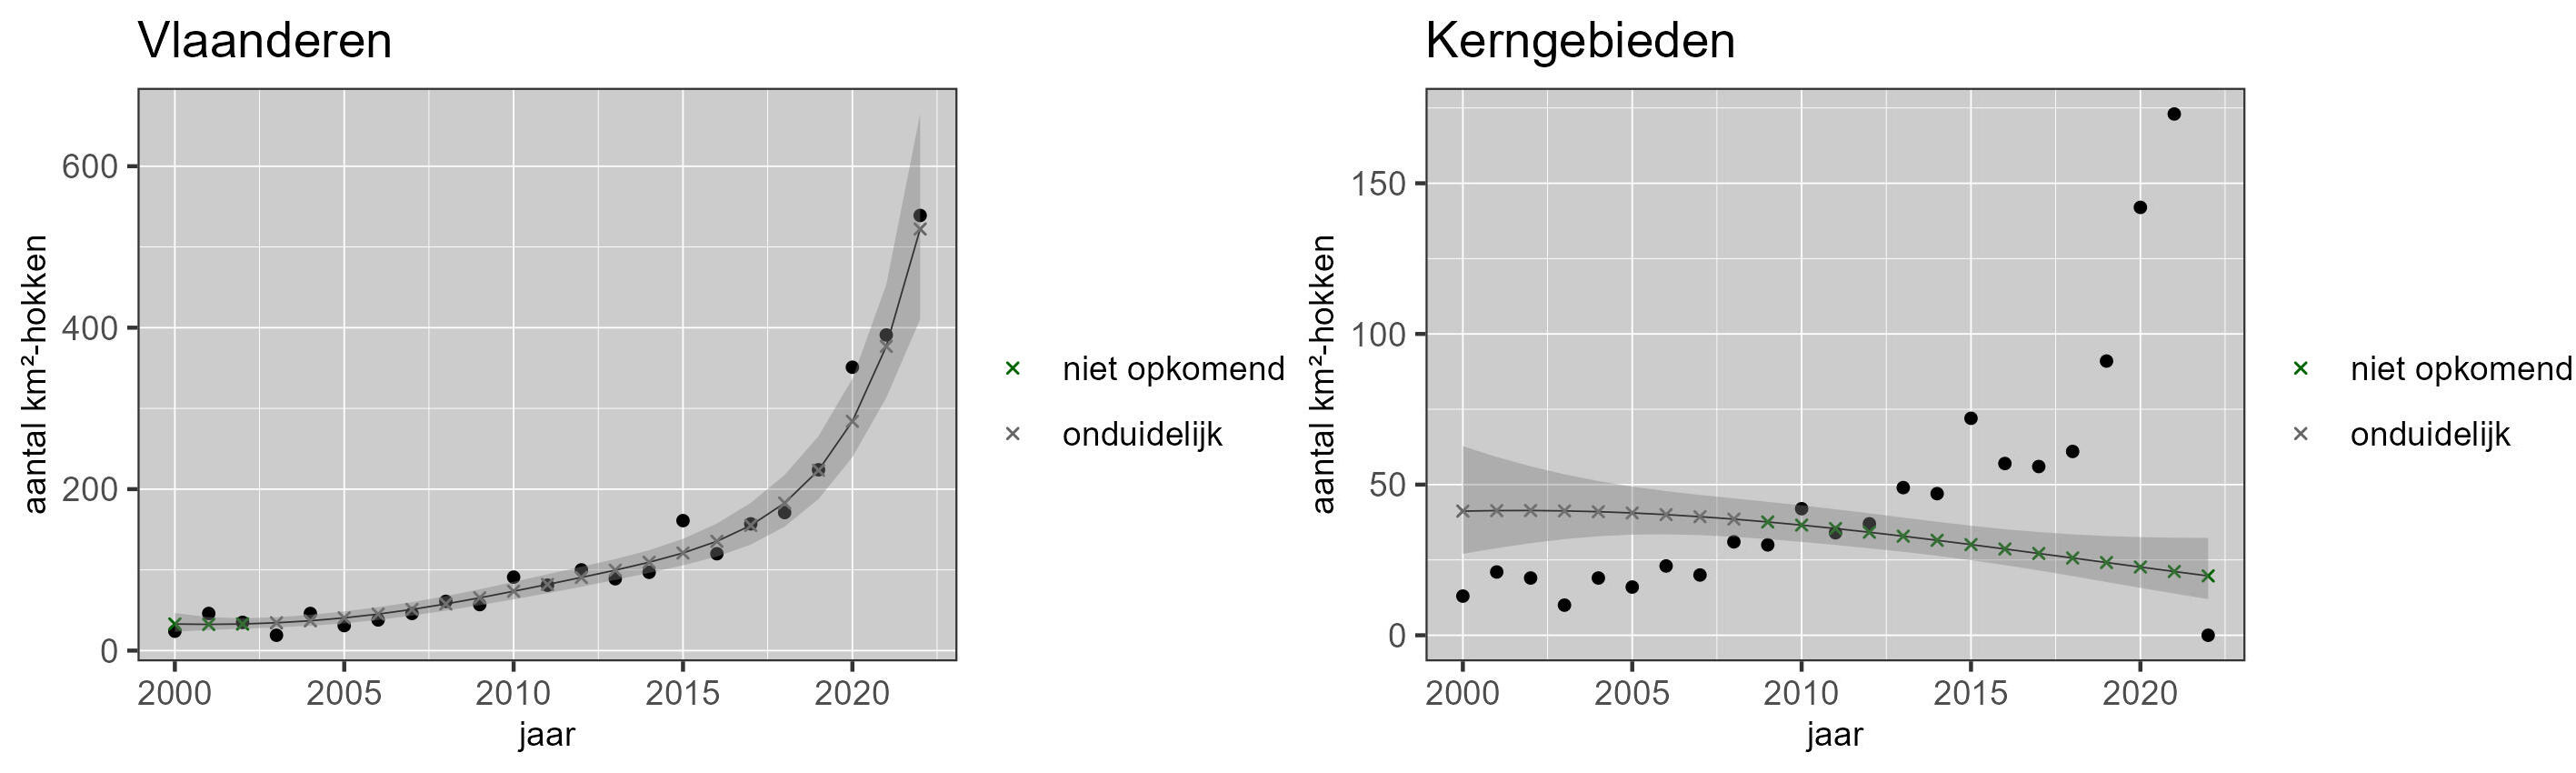 Vlaanderen
aantal km²-hokken
600
400
200
0
2000 2005 2010 2015 2020
jaar
niet opkomend
onduidelijk
Kerngebieden
aantal km²-hokken
150
100
50
0
2000 2005 2010 2015 2020
jaar
niet opkomend
onduidelijk